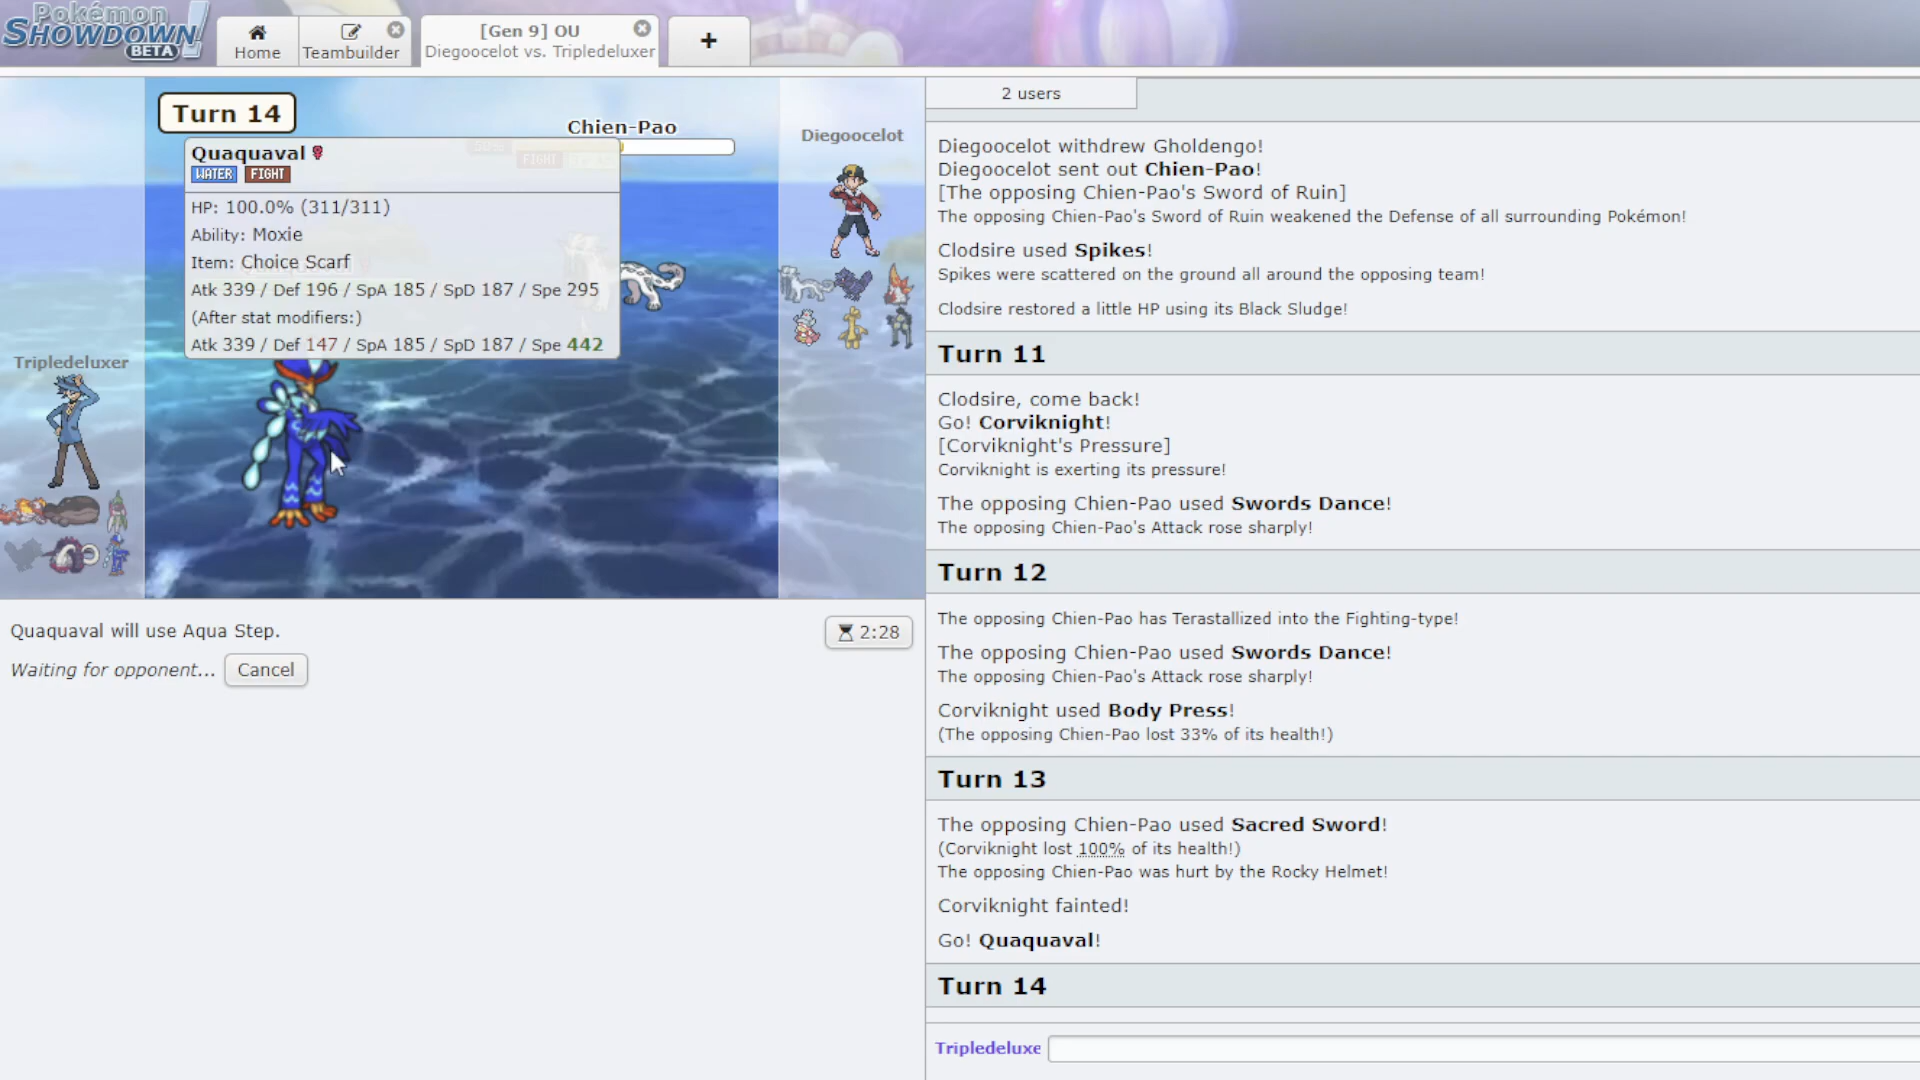 Pokémon
SHOWDOWN!
BETA
Home
Teambuilder
[Gen 9] OU
Diegoocelot vs. Tripledeluxer
+
Turn 14
Chien-Pao
Quaquaval
WATER FIGHT
HP: 100.0% (311/311)
Ability: Moxie
Item: Choice Scarf
Atk 339 / Def 196 / SpA 185 / SpD 187 / Spe 295
(After stat modifiers:)
Atk 339 / Def 147 / SpA 185 / SpD 187 / Spe 442
FIGHT
Diegoocelot
Tripledeluxer
Quaquaval will use Aqua Step.
2:28
Waiting for opponent... Cancel
2 users
Diegoocelot withdrew Gholdengo!
Diegoocelot sent out Chien-Pao!
[The opposing Chien-Pao's Sword of Ruin]
The opposing Chien-Pao's Sword of Ruin weakened the Defense of all surrounding Pokémon!
Clodsire used Spikes!
Spikes were scattered on the ground all around the opposing team!
Clodsire restored a little HP using its Black Sludge!
Turn 11
Clodsire, come back!
Go! Corviknight!
[Corviknight's Pressure]
Corviknight is exerting its pressure!
The opposing Chien-Pao used Swords Dance!
The opposing Chien-Pao's Attack rose sharply!
Turn 12
The opposing Chien-Pao has Terastallized into the Fighting-type!
The opposing Chien-Pao used Swords Dance!
The opposing Chien-Pao's Attack rose sharply!
Corviknight used Body Press!
(The opposing Chien-Pao lost 33% of its health!)
Turn 13
The opposing Chien-Pao used Sacred Sword!
(Corviknight lost 100% of its health!)
The opposing Chien-Pao was hurt by the Rocky Helmet!
Corviknight fainted!
Go! Quaquaval!
Turn 14
Tripledeluxe